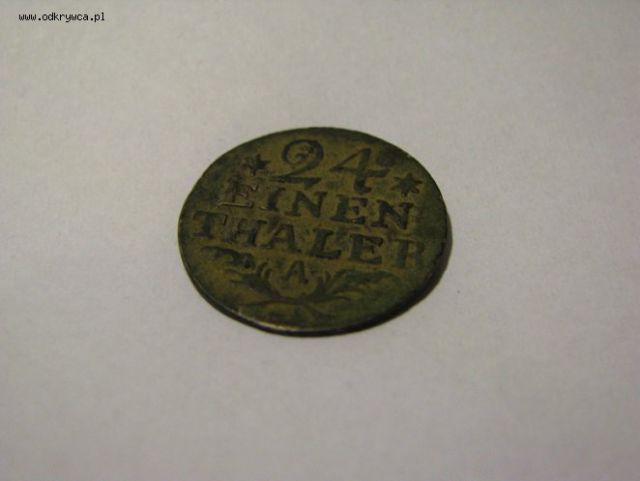 www.odkrywca.pl
* 24 *
EINEN
THALER
A